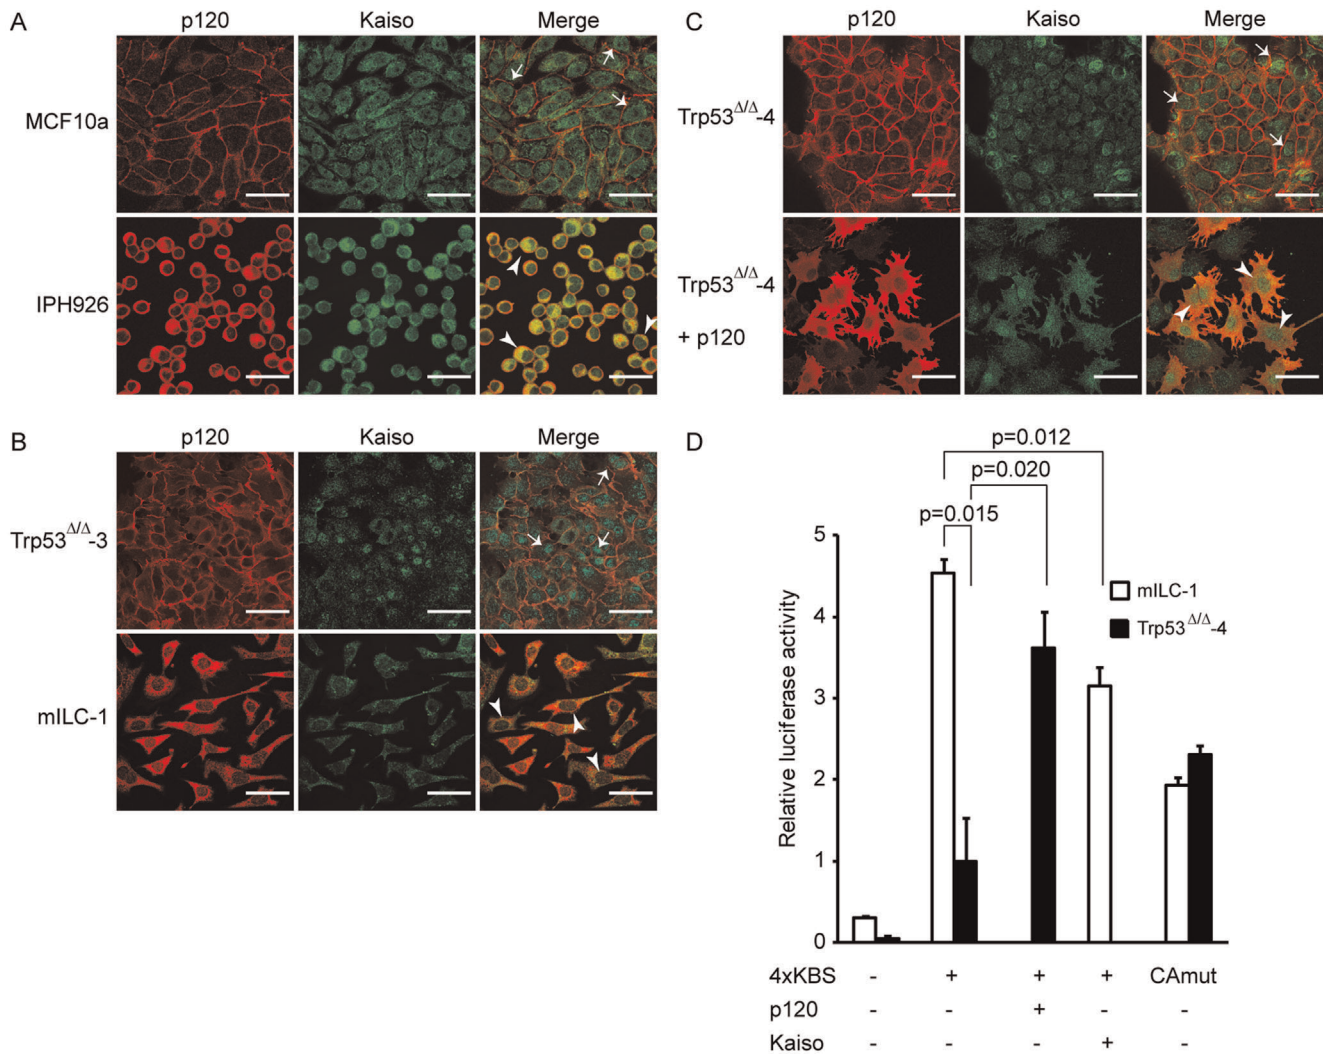 A
p120 Kaiso Merge
MCF10a
IPH926
B
p120 Kaiso Merge
Trp53Δ/Δ-3
mILC-1
C
p120 Kaiso Merge
Trp53Δ/Δ-4
Trp53Δ/Δ-4
+ p120
D
p=0.012
p=0.020
p=0.015
Relative luciferase activity
5
4
3
2
1
0
mILC-1
Trp53Δ/Δ-4
4xKBS - + + + CAmut
p120 - - + - -
Kaiso - - - + -